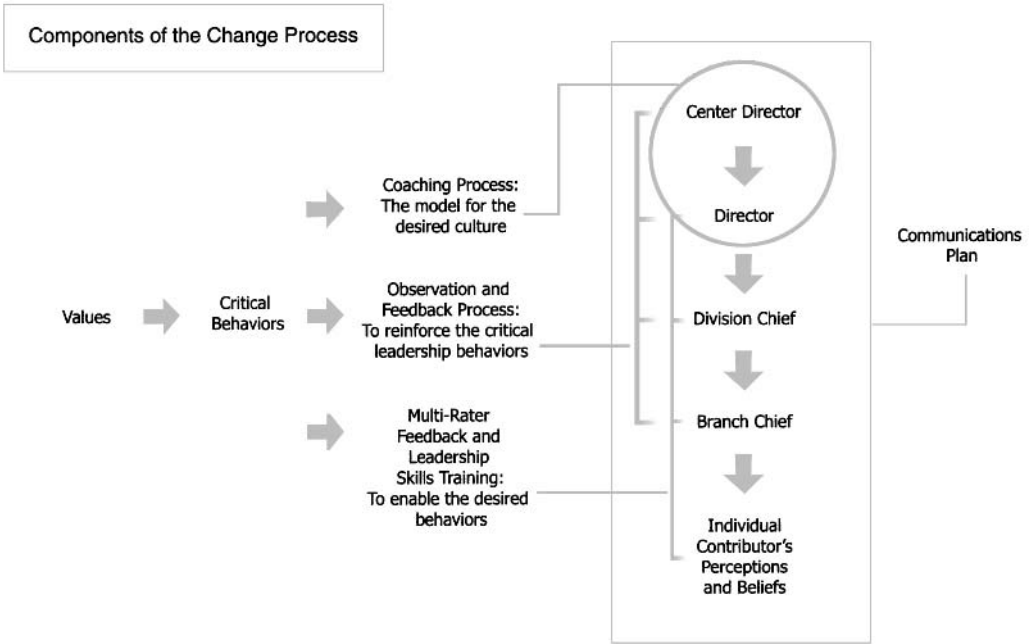 Components of the Change Process
Values
Critical
Behaviors
Coaching Process:
The model for the
desired culture
Observation and
Feedback Process:
To reinforce the critical
leadership behaviors
Multi-Rater
Feedback and
Leadership
Skills Training:
To enable the desired
behaviors
Center Director
Director
Division Chief
Branch Chief
Individual
Contributor's
Perceptions
and Beliefs
Communications
Plan